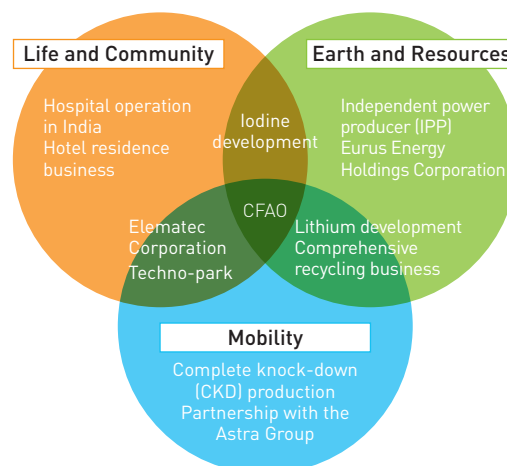 Life and Community
Earth and Resources
Hospital operation
in India
Hotel residence
business
Iodine
development
Independent power
producer (IPP)
Eurus Energy
Holdings Corporation
CFAO
Elematec
Corporation
Techno-park
Lithium development
Comprehensive
recycling business
Mobility
Complete knock-down
(CKD) production
Partnership with the
Astra Group